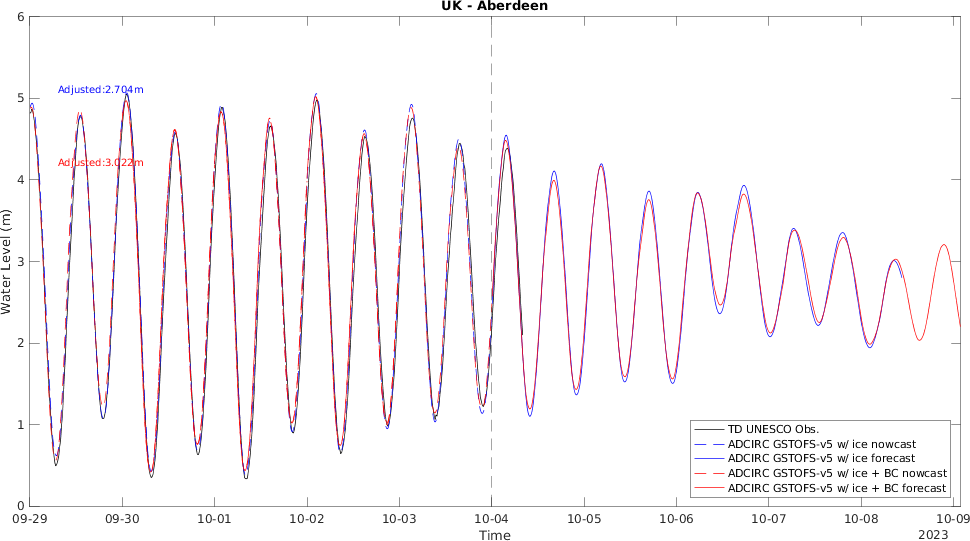 UK - Aberdeen
6
5
4
3
2
1
0
Water Level (m)
Adjusted:2.704m
Adjusted:3.022m
TD UNESCO Obs.
ADCIRC GSTOFS-v5 w/ ice nowcast
ADCIRC GSTOFS-v5 w/ ice forecast
ADCIRC GSTOFS-v5 w/ ice + BC nowcast
ADCIRC GSTOFS-v5 w/ ice + BC forecast
09-29 09-30 10-01 10-02 10-03 10-04 10-05 10-06 10-07 10-08 10-09
Time
2023